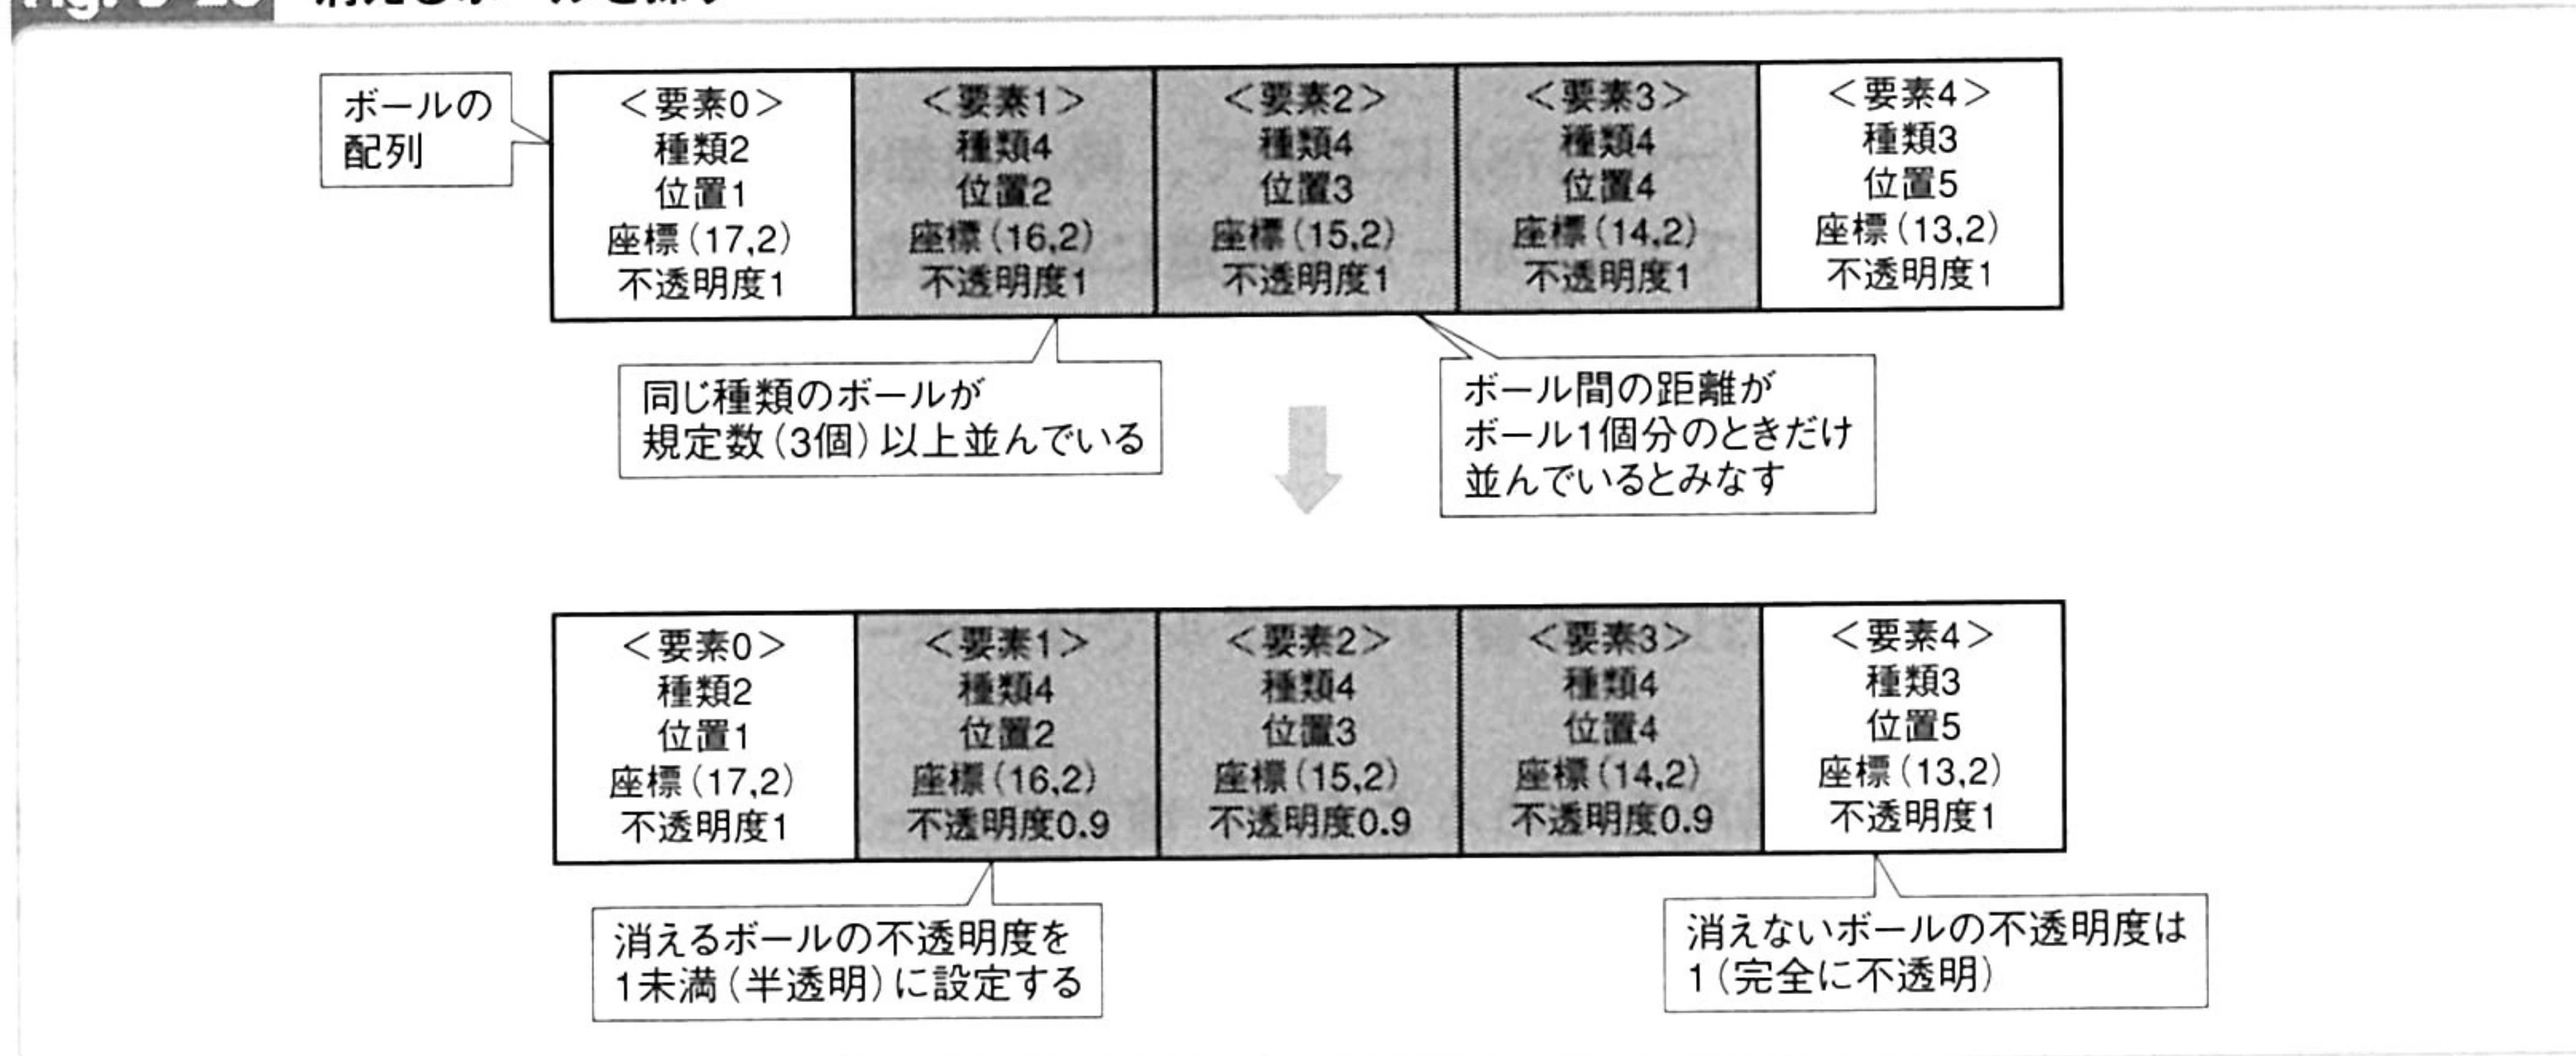 ボールの
配列
＜要素0＞
種類2
位置1
座標（17,2）
不透明度1
＜要素1＞
種類4
位置2
座標（16,2）
不透明度1
＜要素2＞
種類4
位置3
座標（15,2）
不透明度1
＜要素3＞
種類4
位置4
座標（14,2）
不透明度1
＜要素4＞
種類3
位置5
座標（13,2）
不透明度1
同じ種類のボールが
規定数（3個）以上並んでいる
ボール間の距離が
ボール1個分のときだけ
並んでいるとみなす
＜要素0＞
種類2
位置1
座標（17,2）
不透明度1
＜要素1＞
種類4
位置2
座標（16,2）
不透明度0.9
＜要素2＞
種類4
位置3
座標（15,2）
不透明度0.9
＜要素3＞
種類4
位置4
座標（14,2）
不透明度0.9
＜要素4＞
種類3
位置5
座標（13,2）
不透明度1
消えるボールの不透明度を
1未満（半透明）に設定する
消えないボールの不透明度は
1（完全に不透明）